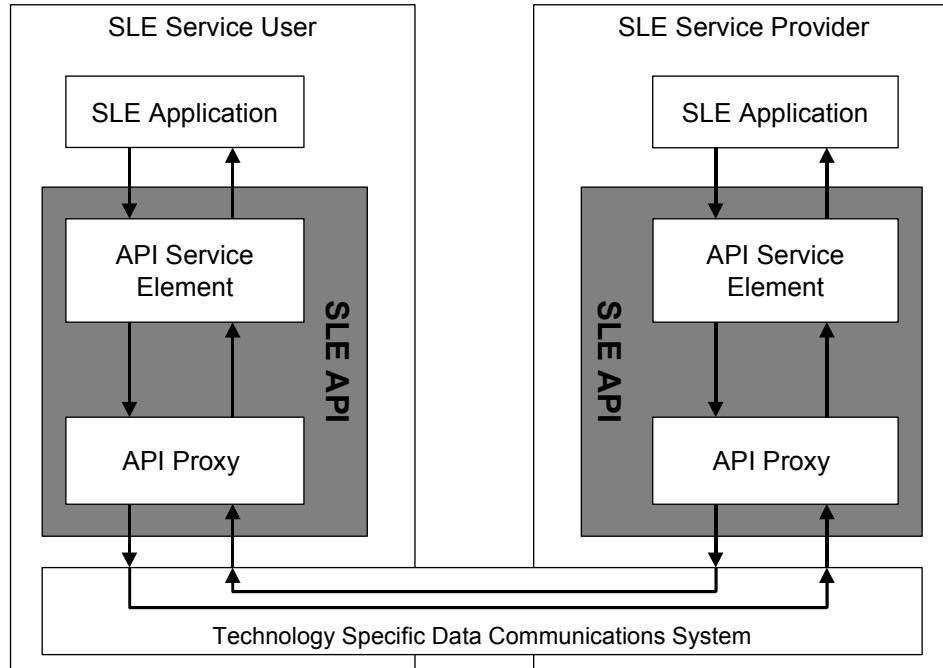 SLE Service User
SLE Application
API Service
Element
SLE API
API Proxy
SLE Service Provider
SLE Application
API Service
Element
SLE API
API Proxy
Technology Specific Data Communications System